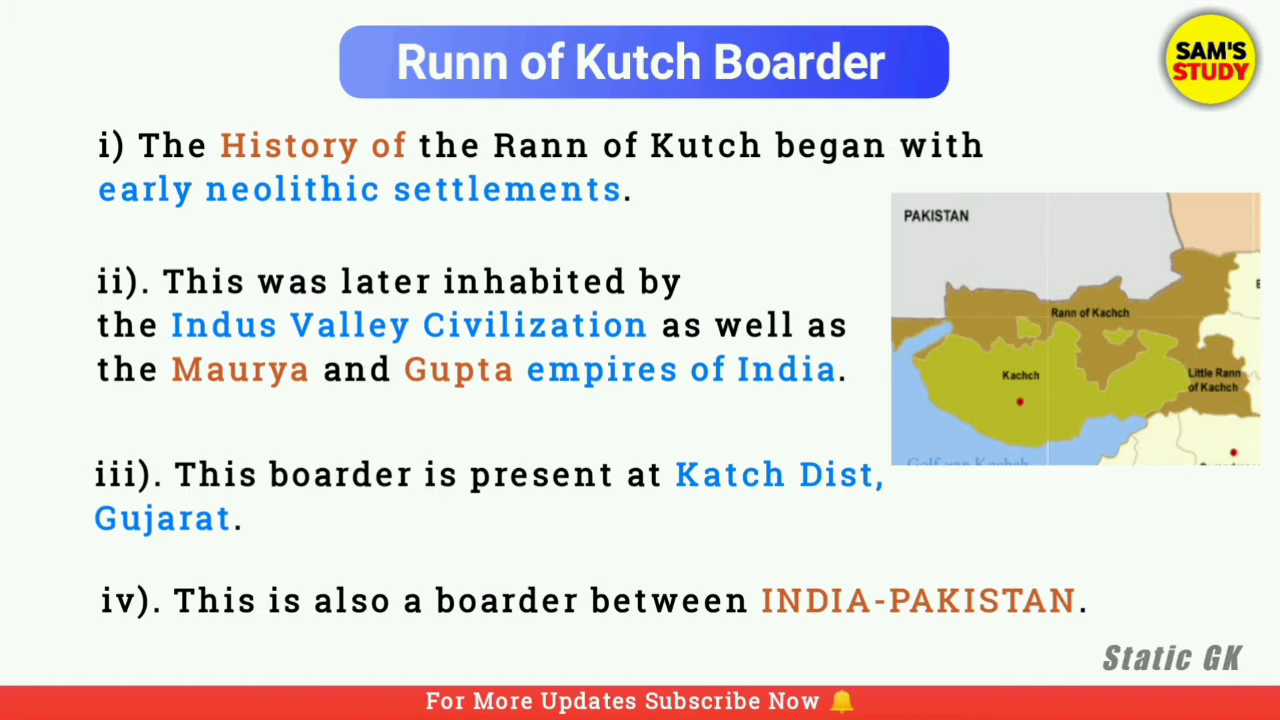 Runn of Kutch Boarder
SAM'S
STUDY
i) The History of the Rann of Kutch began with
early neolithic settlements.
ii). This was later inhabited by
the Indus Valley Civilization as well as
the Maurya and Gupta empires of India.
PAKISTAN
Rann of Kachch
Kachch
Little Rann
of Kachch
iii). This boarder is present at Katch Dist,
Gujarat.
iv). This is also a boarder between INDIA-PAKISTAN.
Static GK
For More Updates Subscribe Now 🔔